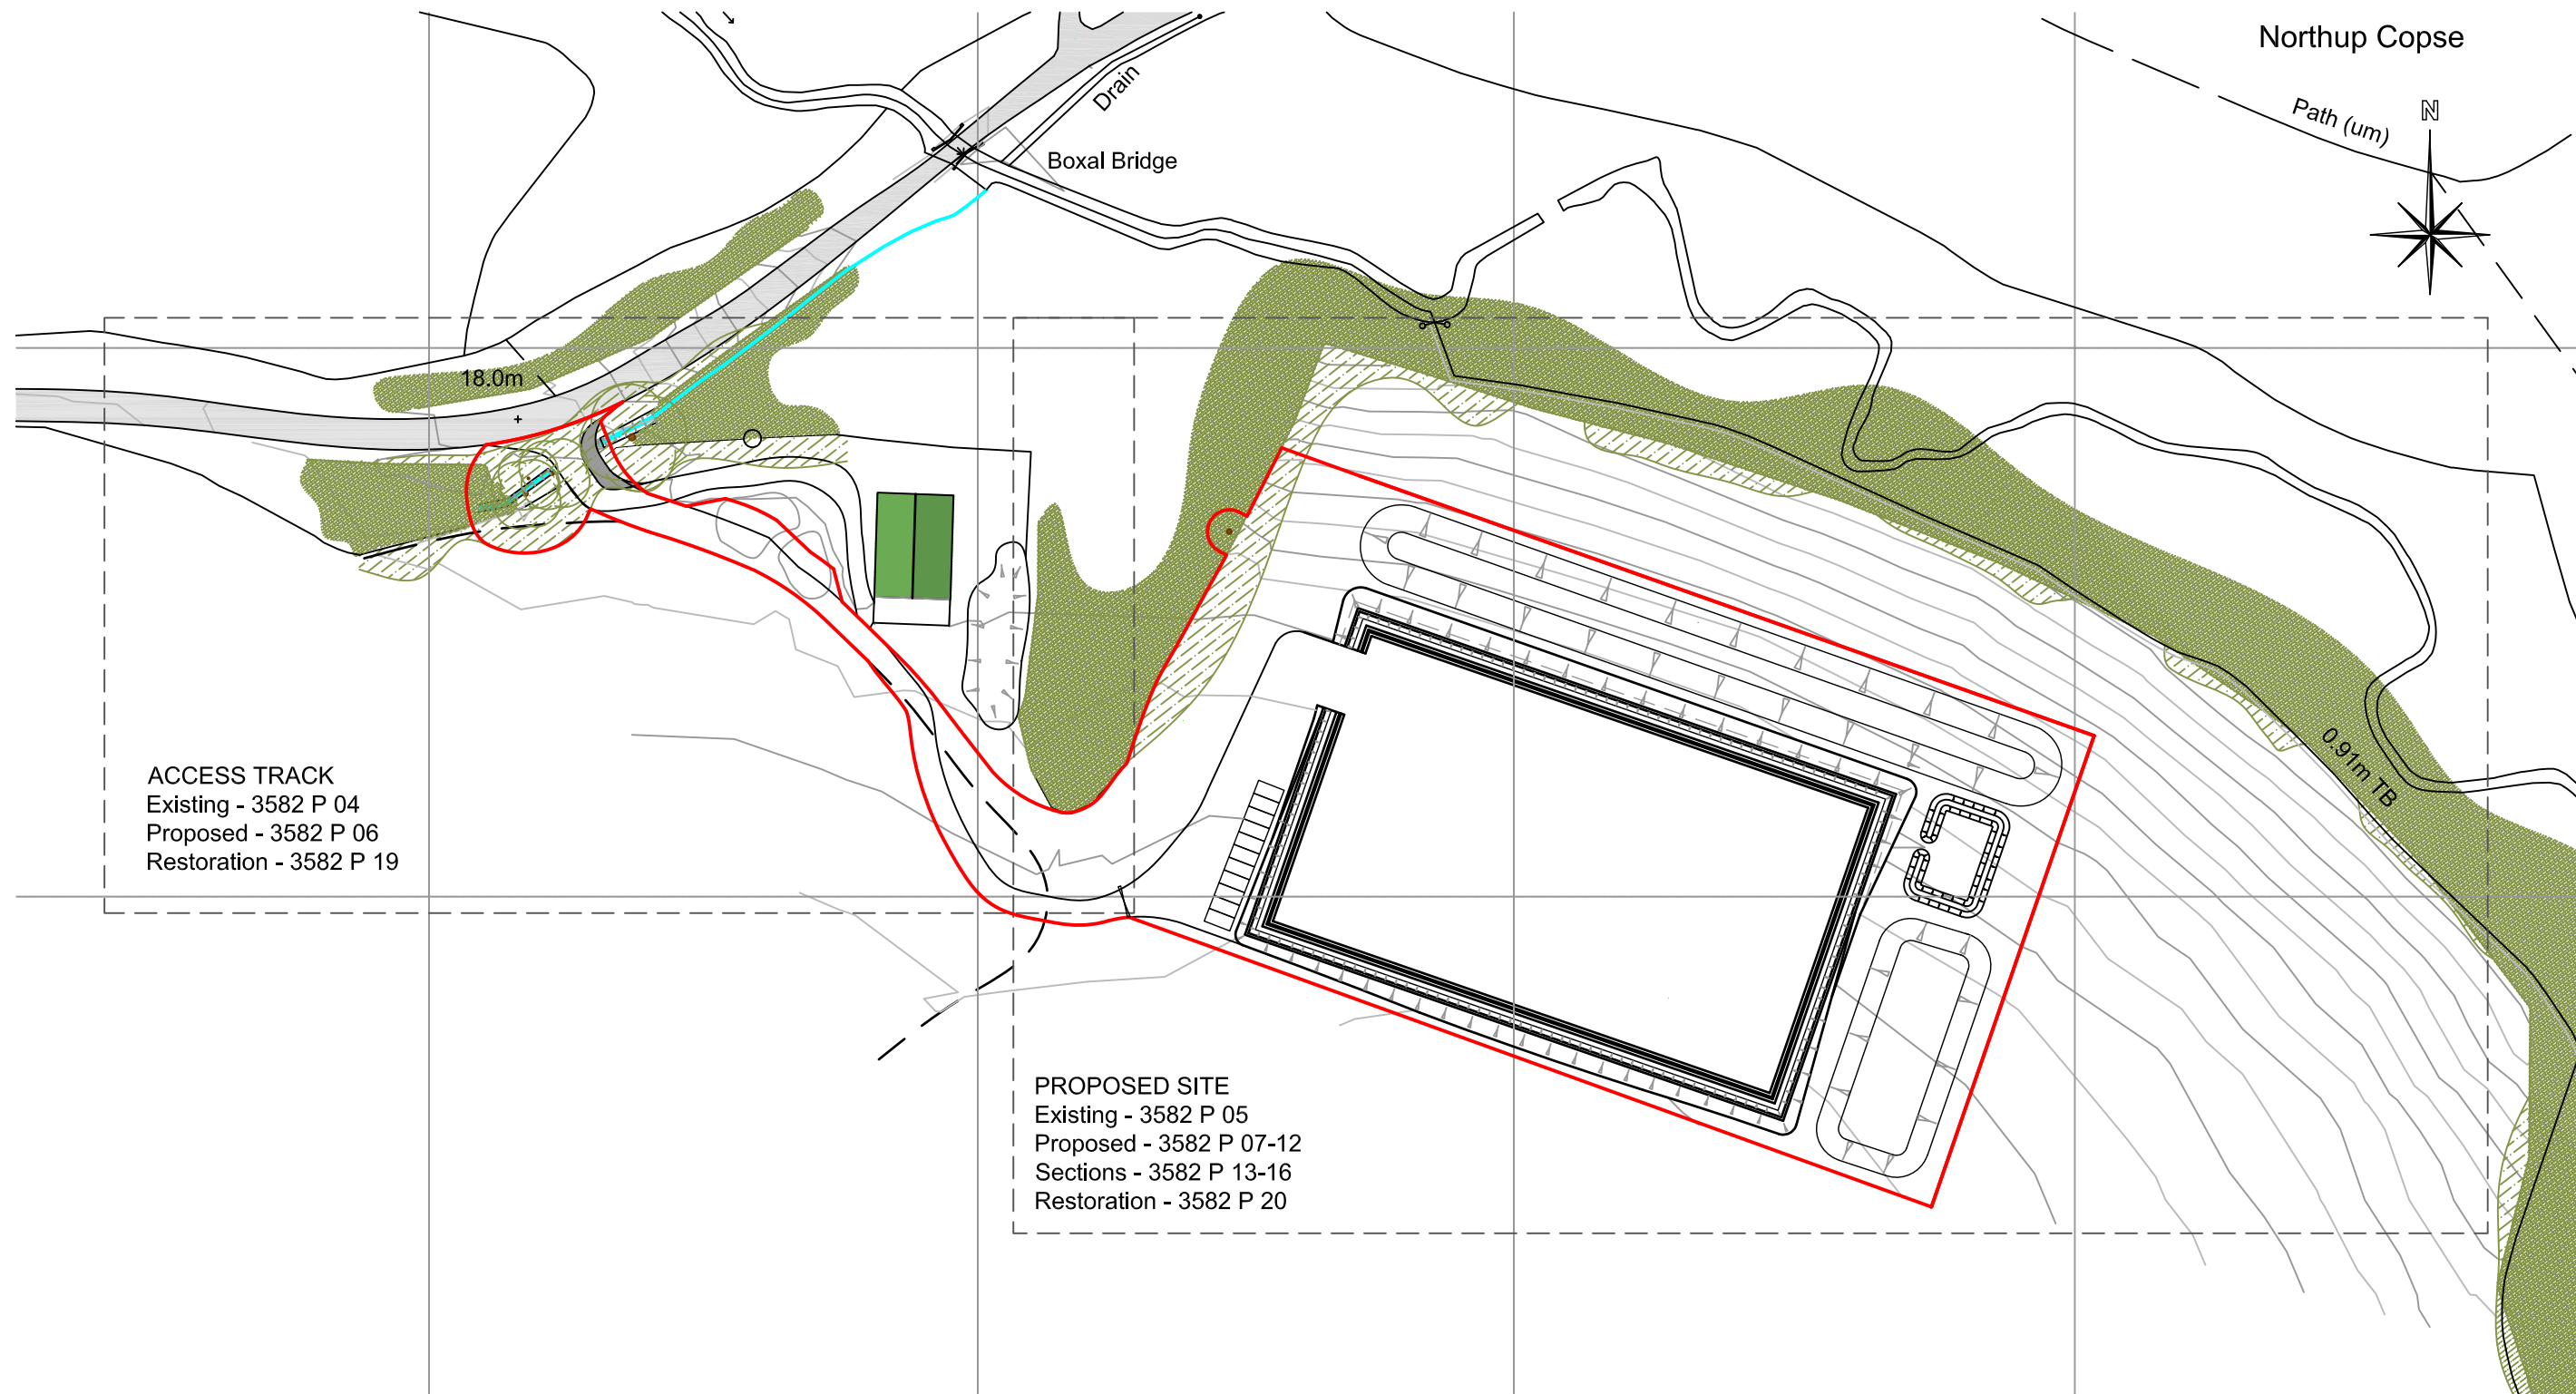 Northup Copse
Path (um)
N
Drain
Boxal Bridge
18.0m
0.91m TB
ACCESS TRACK
Existing - 3582 P 04
Proposed - 3582 P 06
Restoration - 3582 P 19
PROPOSED SITE
Existing - 3582 P 05
Proposed - 3582 P 07-12
Sections - 3582 P 13-16
Restoration - 3582 P 20